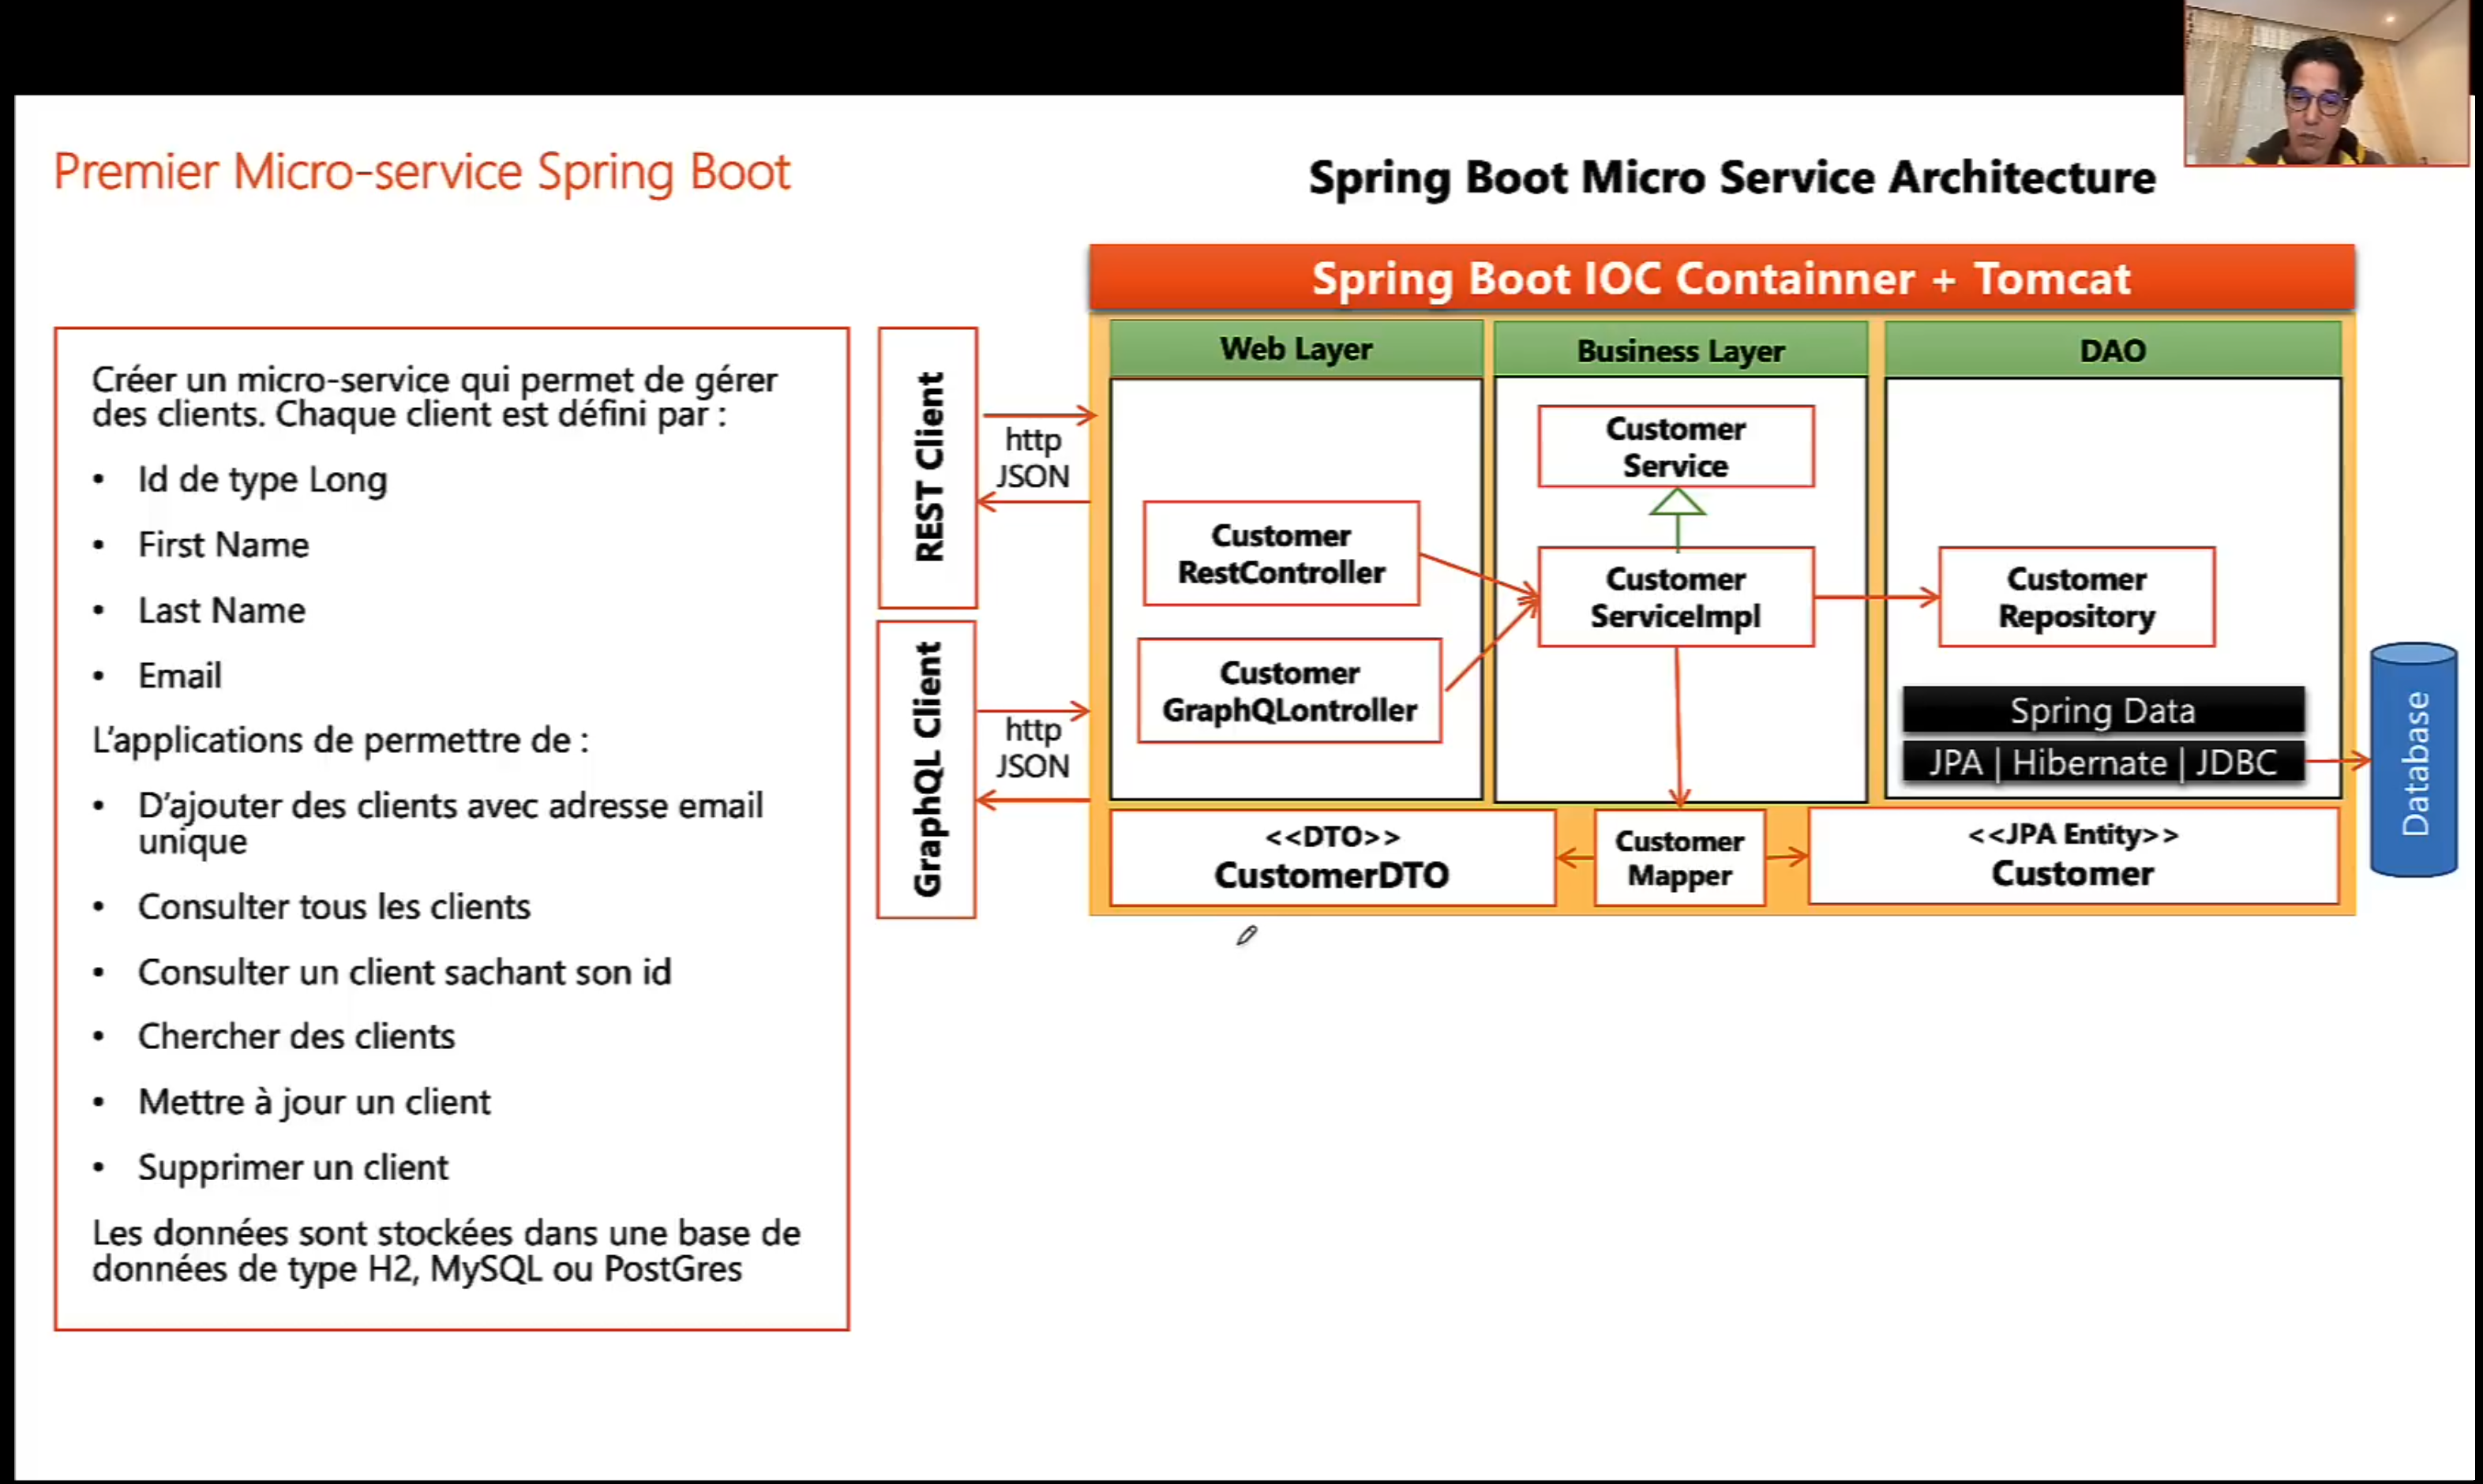 Premier Micro-service Spring Boot
Créer un micro-service qui permet de gérer
des clients. Chaque client est défini par :
• Id de type Long
• First Name
• Last Name
• Email
L'applications de permettre de :
• D'ajouter des clients avec adresse email
unique
• Consulter tous les clients
• Consulter un client sachant son id
• Chercher des clients
• Mettre à jour un client
• Supprimer un client
Les données sont stockées dans une base de
données de type H2, MySQL ou PostGres
Spring Boot Micro Service Architecture
Spring Boot IOC Containner + Tomcat
REST Client
http
JSON
GraphQL Client
http
JSON
Web Layer
Customer
RestController
Customer
GraphQLontroller
Business Layer
Customer
Service
Customer
ServiceImpl
DAO
Customer
Repository
Spring Data
JPA | Hibernate | JDBC
Database
<<DTO>>
CustomerDTO
Customer
Mapper
<<JPA Entity>>
Customer